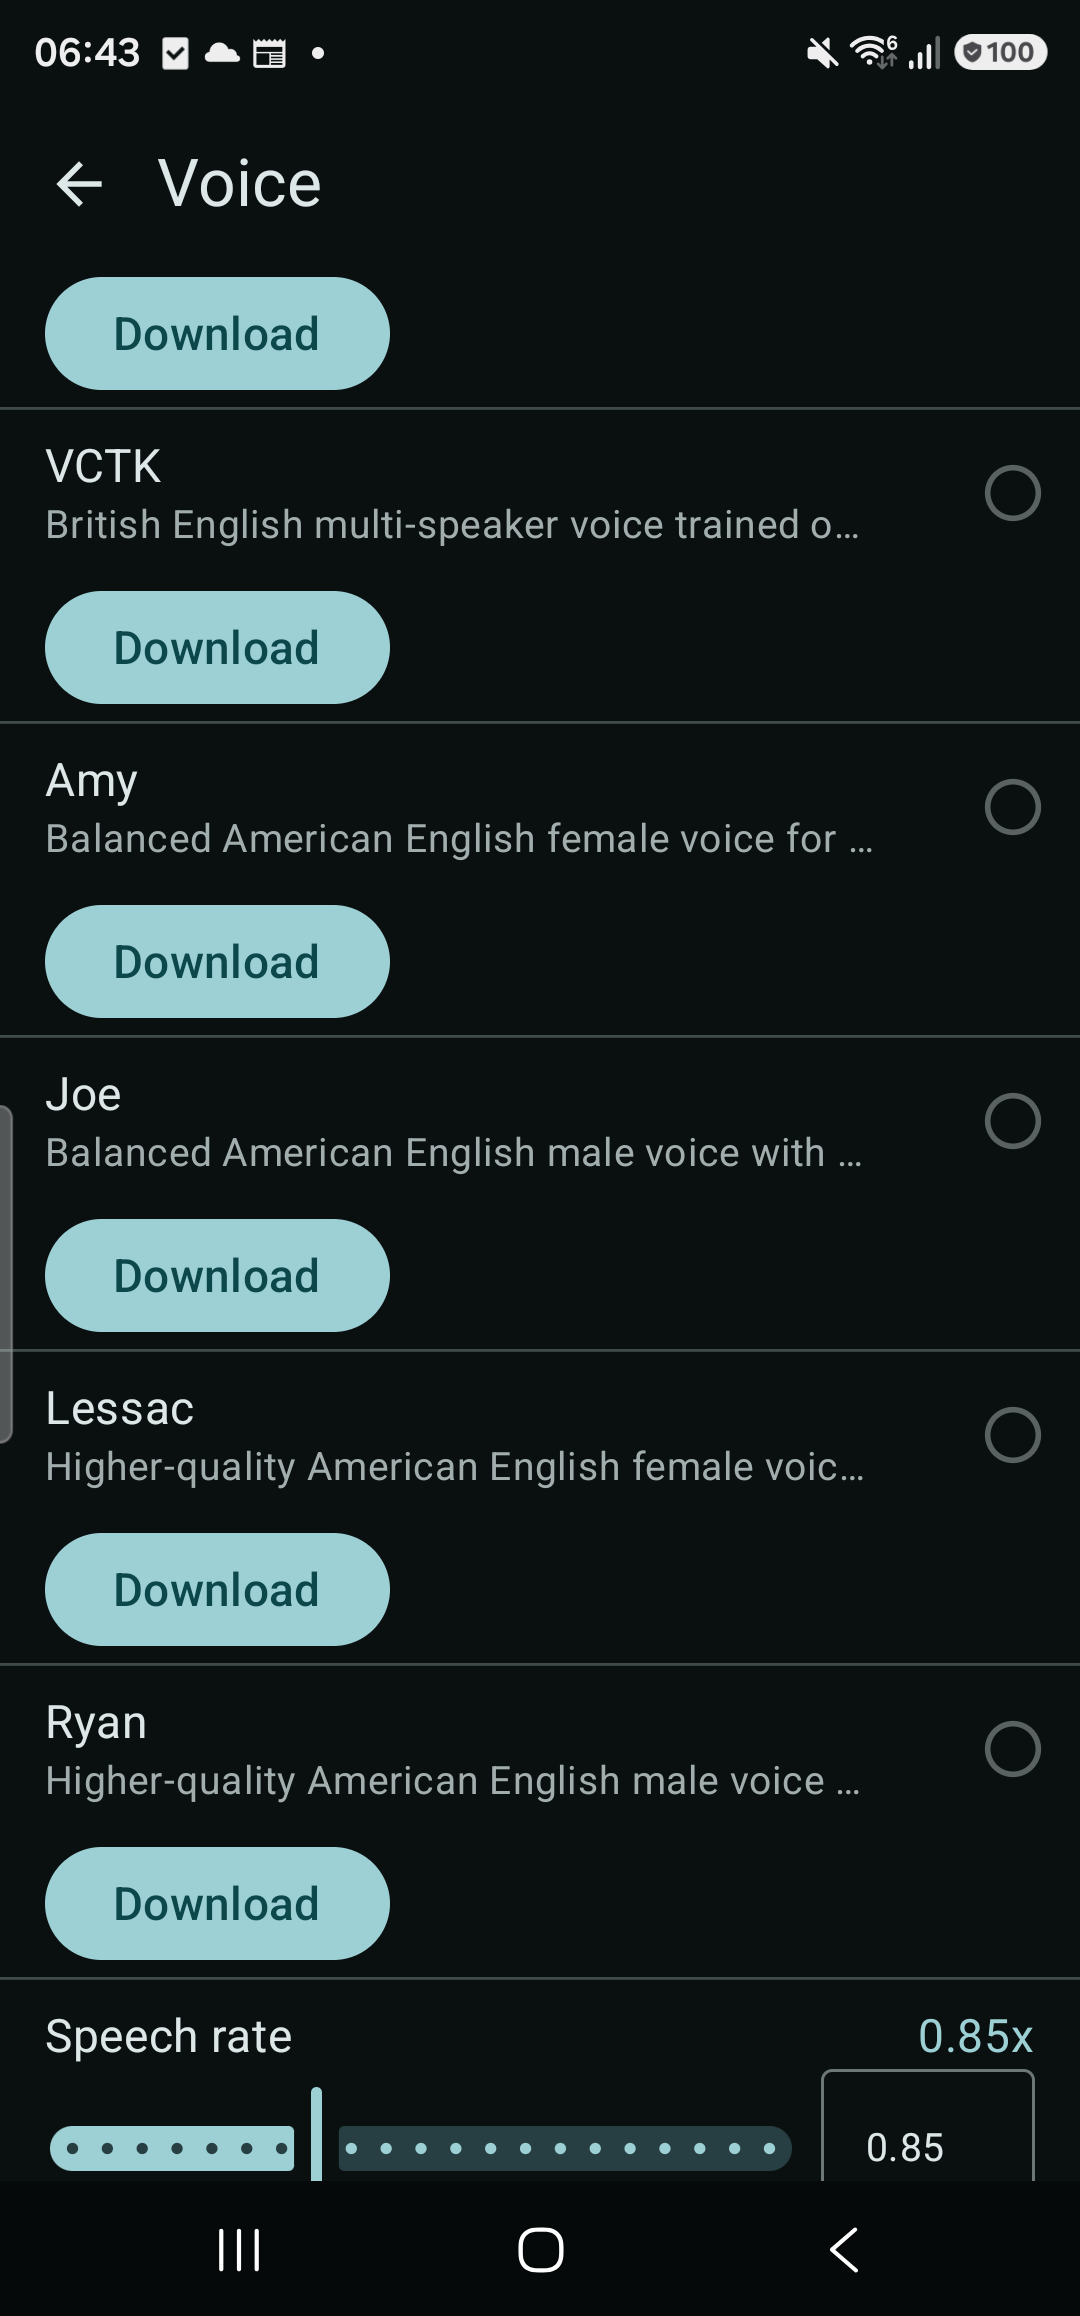 06:43
6
100
Voice
Download
VCTK
British English multi-speaker voice trained o...
Download
Amy
Balanced American English female voice for ...
Download
Joe
Balanced American English male voice with ...
Download
Lessac
Higher-quality American English female voic...
Download
Ryan
Higher-quality American English male voice ...
Download
Speech rate
0.85x
0.85